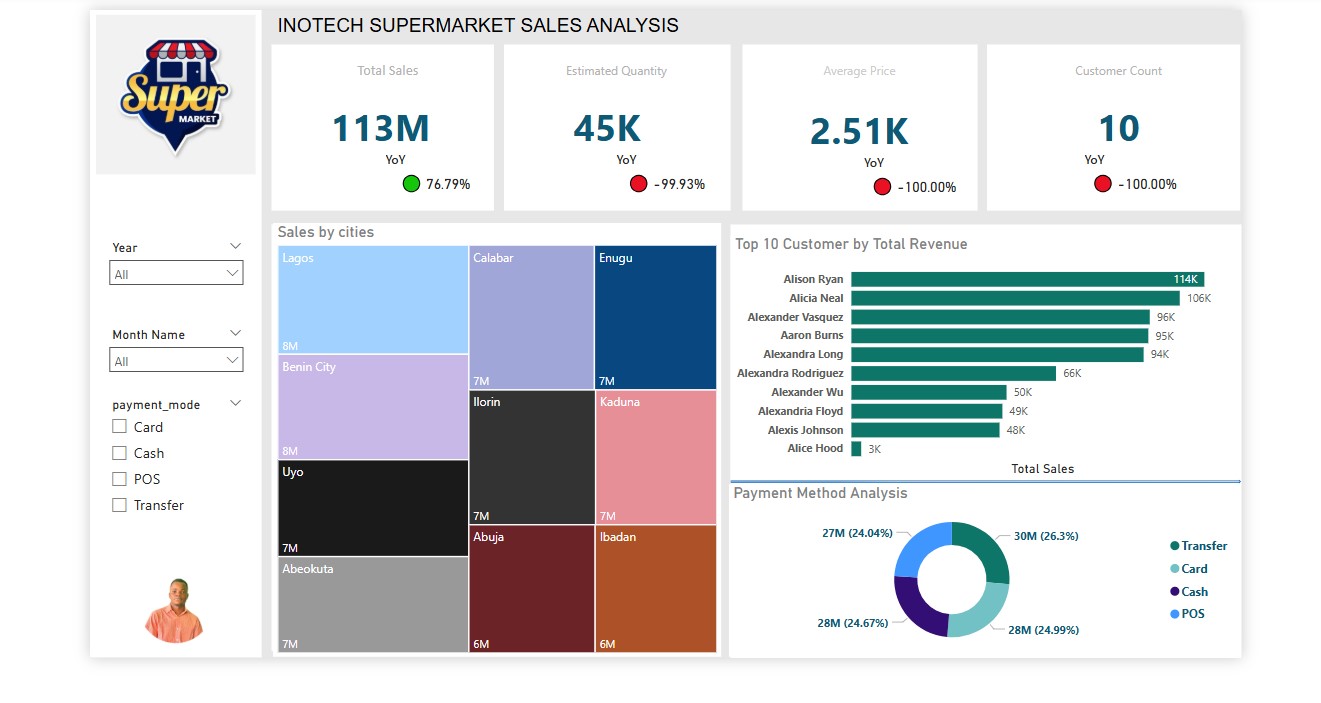 INOTECH SUPERMARKET SALES ANALYSIS
Super
MARKET
Total Sales
113M
YoY
76.79%
Estimated Quantity
45K
YoY
-99.93%
Average Price
2.51K
YoY
-100.00%
Customer Count
10
YoY
-100.00%
Year
All
Month Name
All
payment_mode
Card
Cash
POS
Transfer
Sales by cities
Lagos
8M
Benin City
8M
Uyo
7M
Abeokuta
7M
Calabar
7M
Ilorin
7M
Abuja
6M
Enugu
7M
Kaduna
7M
Ibadan
6M
Top 10 Customer by Total Revenue
Alison Ryan 114K
Alicia Neal 106K
Alexander Vasquez 96K
Aaron Burns 95K
Alexandra Long 94K
Alexandra Rodriguez 66K
Alexander Wu 50K
Alexandria Floyd 49K
Alexis Johnson 48K
Alice Hood 3K
Total Sales
Payment Method Analysis
27M (24.04%)
30M (26.3%)
28M (24.67%)
28M (24.99%)
Transfer
Card
Cash
POS